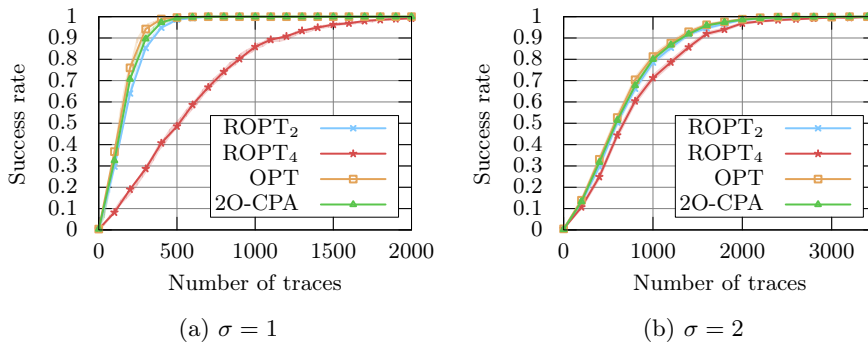 1
0.9
0.8
0.7
0.6
0.5
0.4
0.3
0.2
0.1
0
Success rate
ROPT₂
ROPT₄
OPT
2O-CPA
0 500 1000 1500 2000
Number of traces
(a) σ = 1
1
0.9
0.8
0.7
0.6
0.5
0.4
0.3
0.2
0.1
0
Success rate
ROPT₂
ROPT₄
OPT
2O-CPA
0 1000 2000 3000
Number of traces
(b) σ = 2